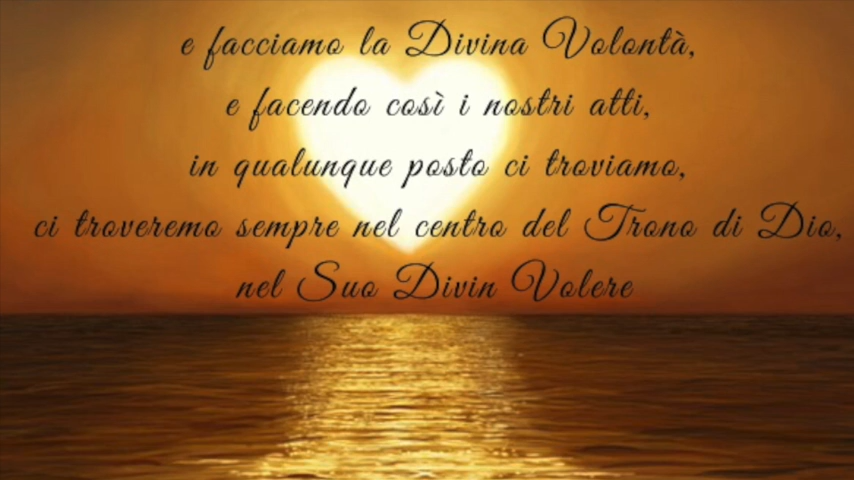 e facciamo la Divina Volontà,
e facendo così i nostri atti,
in qualunque posto ci troviamo,
ci troveremo sempre nel centro del Trono di Dio,
nel Suo Divin Volere